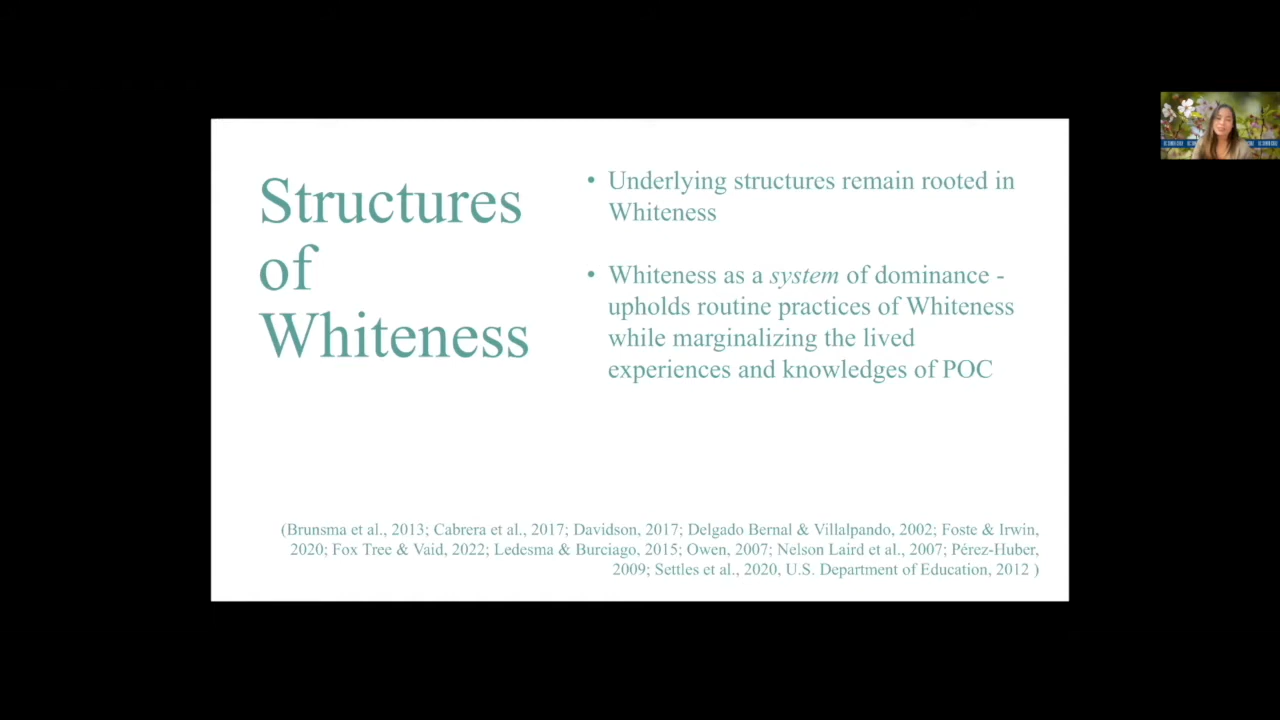 Structures
of
Whiteness
• Underlying structures remain rooted in
Whiteness
• Whiteness as a system of dominance -
upholds routine practices of Whiteness
while marginalizing the lived
experiences and knowledges of POC
(Brunsma et al., 2013; Cabrera et al., 2017; Davidson, 2017; Delgado Bernal & Villalpando, 2002; Foste & Irwin,
2020; Fox Tree & Vaid, 2022; Ledesma & Burciago, 2015; Owen, 2007; Nelson Laird et al., 2007; Pérez-Huber,
2009; Settles et al., 2020, U.S. Department of Education, 2012 )